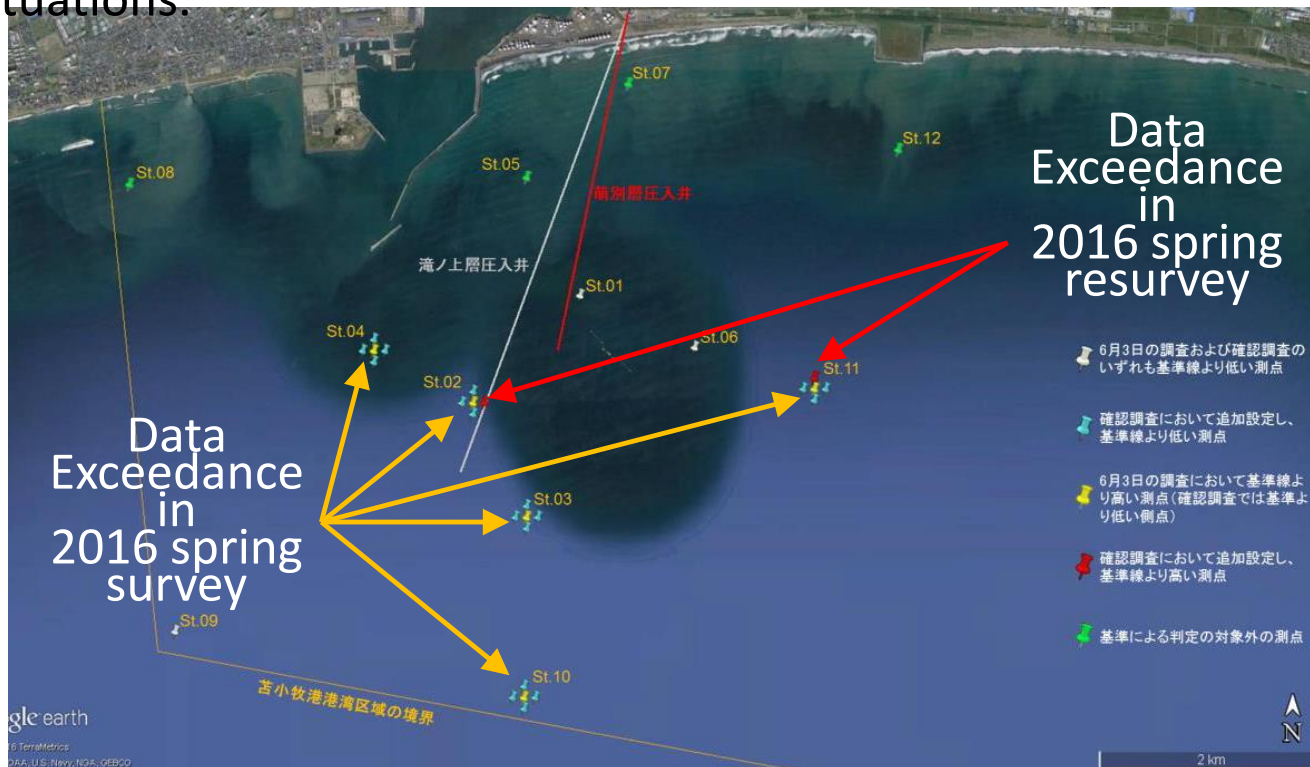 tuations.
St.07
St.12
St.08
St.05
萌別層圧入井
滝ノ上層圧入井
St.01
St.04
St.06
St.02
St.11
St.03
St.09
St.10
苫小牧港港湾区域の境界
Data
Exceedance
in
2016 spring
resurvey
Data
Exceedance
in
2016 spring
survey
6月3日の調査および確認調査の
いずれも基準線より低い測点
確認調査において追加設定し、
基準線より低い測点
6月3日の調査において基準線よ
り高い測点(確認調査では基準よ
り低い側点)
確認調査において追加設定し、
基準線より高い測点
基準による判定の対象外の測点
gle earth
16 TerraMetrics
OAA, U.S. Navy, NGA, GEBCO
N
2 km